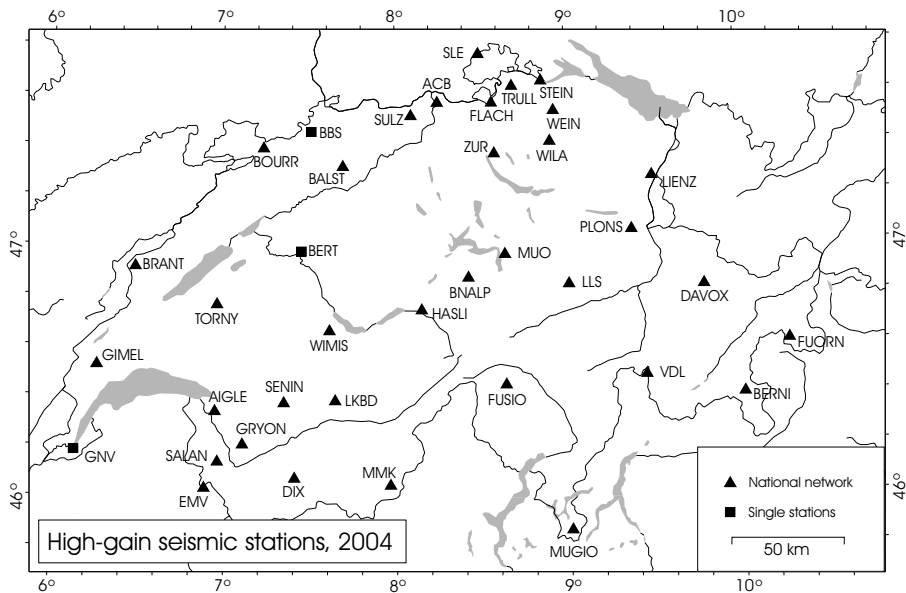 6° 7° 8° 9° 10°
SLE
ACB
STEIN
TRULL
FLACH
SULZ
WEIN
BBS
ZUR
WILA
BOURR
BALST
LIENZ
PLONS
47°
47°
BERT
MUO
BRANT
BNALP
LLS
DAVOX
TORNY
HASLI
WIMIS
FUORN
GIMEL
VDL
SENIN
LKBD
FUSIO
BERNI
AIGLE
GRYON
GNV
SALAN
MMK
DIX
EMV
46°
46°
National network
Single stations
50 km
High-gain seismic stations, 2004
MUGIO
6° 7° 8° 9° 10°